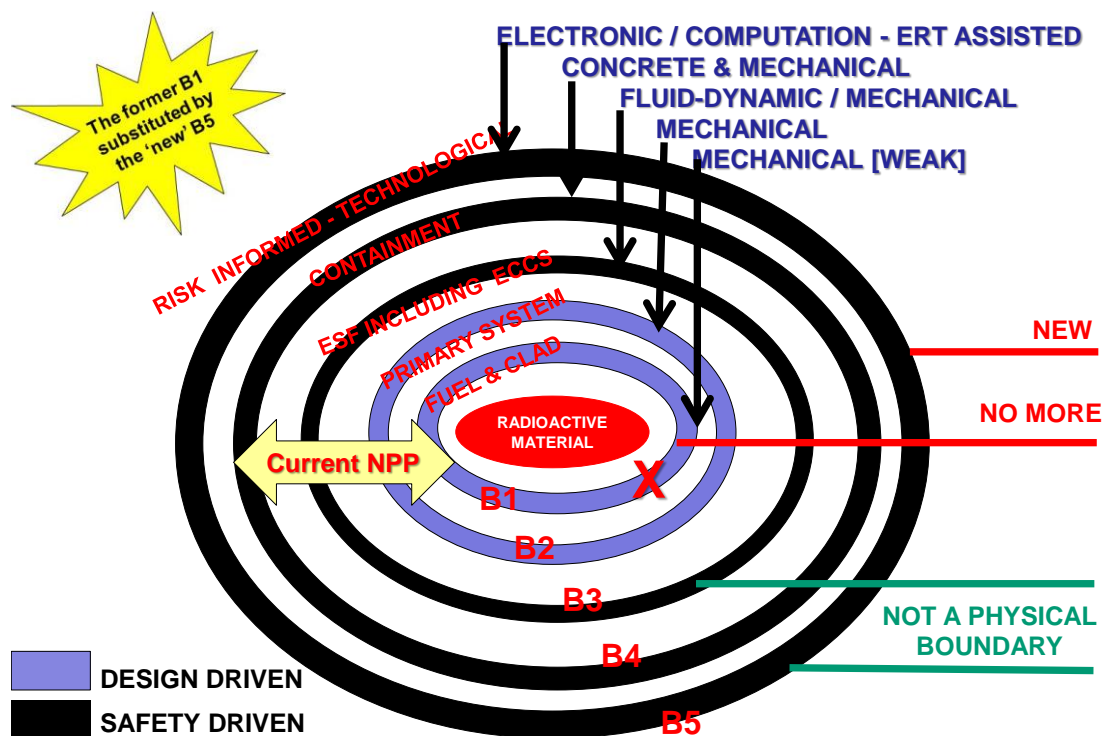 The former B1
substituted by
the ‘new’ B5
ELECTRONIC / COMPUTATION - ERT ASSISTED
CONCRETE & MECHANICAL
FLUID-DYNAMIC / MECHANICAL
MECHANICAL
MECHANICAL [WEAK]
RISK INFORMED - TECHNOLOGICAL
CONTAINMENT
ESF INCLUDING ECCS
PRIMARY SYSTEM
FUEL & CLAD
RADIOACTIVE
MATERIAL
NEW
NO MORE
Current NPP
X
B1
B2
B3
B4
B5
NOT A PHYSICAL
BOUNDARY
DESIGN DRIVEN
SAFETY DRIVEN